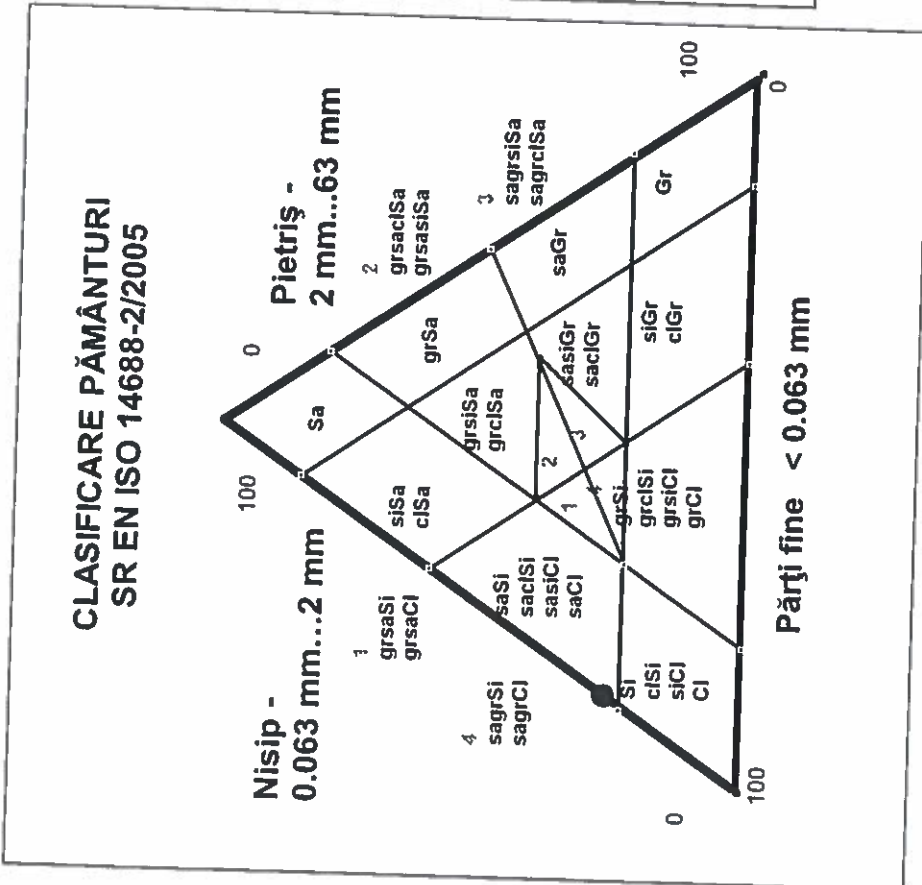 CLASIFICARE PĂMÂNTURI
SR EN ISO 14688-2/2005
Nisip -
0.063 mm...2 mm
Pietriş -
2 mm...63 mm
100
0
1
grsaSi
grsaCl
2
grsaclSa
grsasiSa
3
sagrsiSa
sagrclSa
4
sagrSi
sagrCl
Sa
siSa
clSa
grSa
grsiSa
grclSa
saGr
saSi
saclSi
sasiCl
saCl
1
2
3
4
sasiGr
saclGr
Si
clSi
siCl
Cl
grSi
grclSi
grsiCl
grCl
siGr
clGr
Gr
0
100
100
0
Părţi fine < 0.063 mm